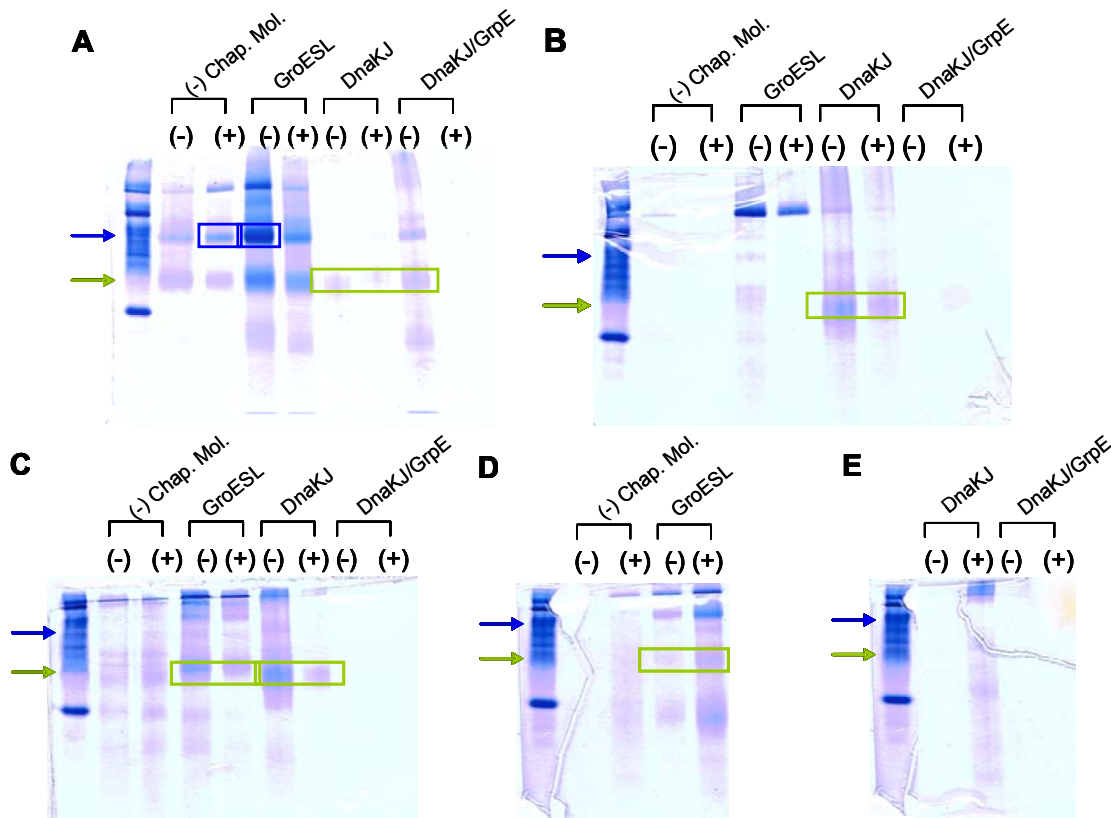 A
(-) Chap. Mol.
GroESL
DnaKJ
DnaKJ/GrpE
(-) (+) (-) (+) (-) (+) (-) (+)
B
(-) Chap. Mol.
GroESL
DnaKJ
DnaKJ/GrpE
(-) (+) (-) (+) (-) (+) (-) (+)
C
(-) Chap. Mol.
GroESL
DnaKJ
DnaKJ/GrpE
(-) (+) (-) (+) (-) (+) (-) (+)
D
(-) Chap. Mol.
GroESL
(-) (+) (-) (+)
E
DnaKJ
DnaKJ/GrpE
(-) (+) (-) (+)